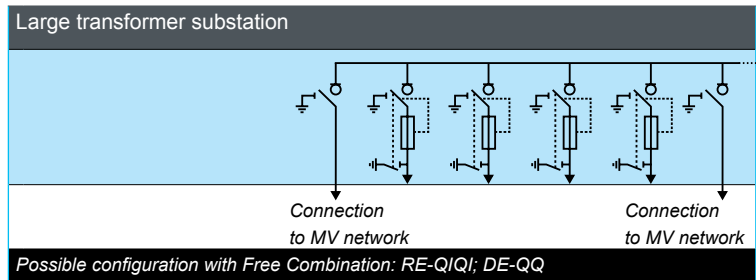 Large transformer substation
Connection
to MV network
Connection
to MV network
Possible configuration with Free Combination: RE-QIQI; DE-QQ